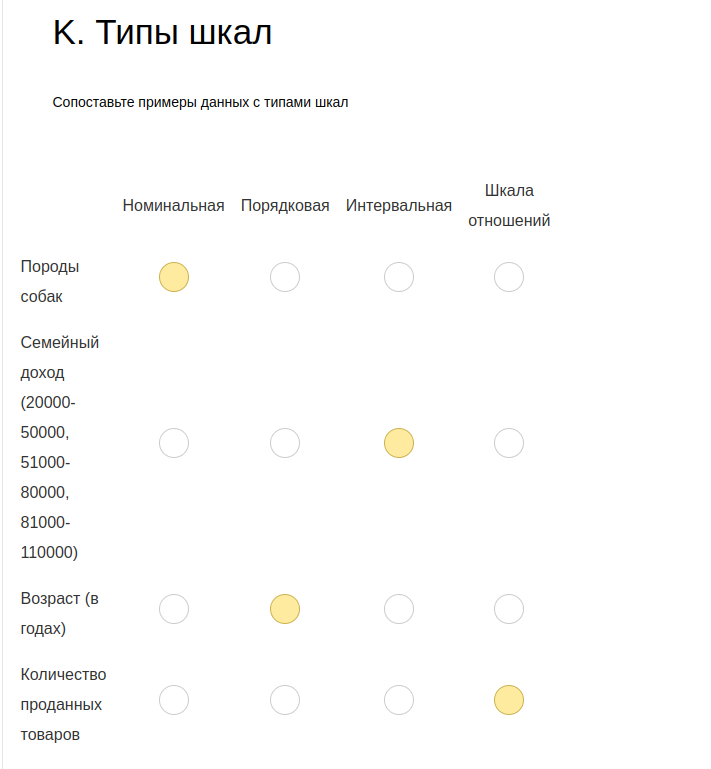 К. Типы шкал
Сопоставьте примеры данных с типами шкал
Номинальная Порядковая Интервальная Шкала
отношений
Породы
собак
Семейный
доход
(20000-
50000,
51000-
80000,
81000-
110000)
Возраст (в
годах)
Количество
проданных
товаров